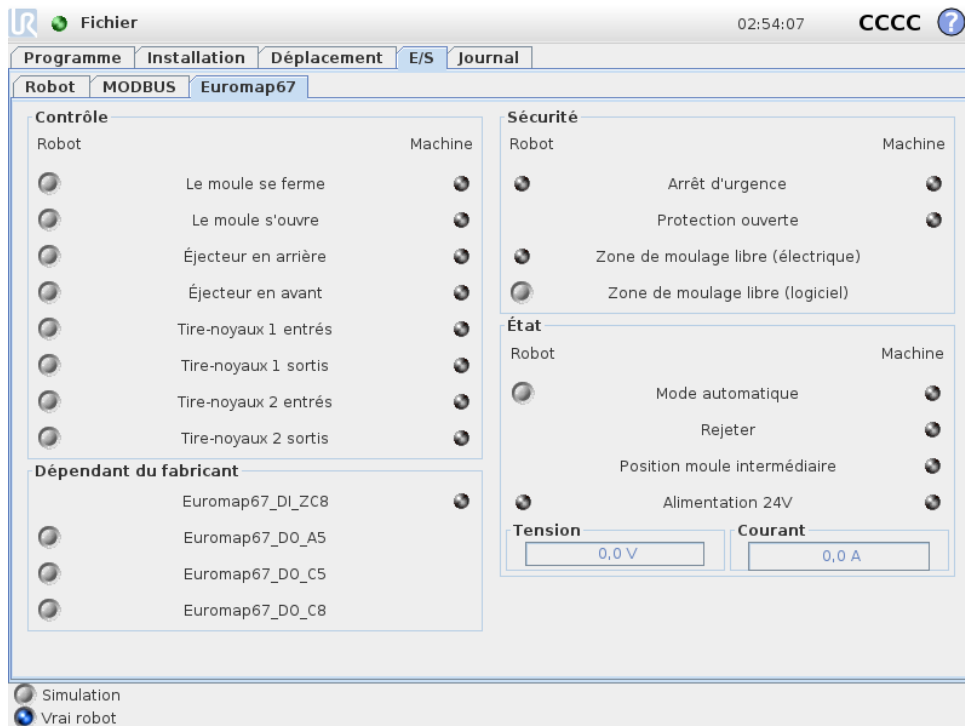 UR Fichier 02:54:07 CCCC ?
Programme Installation Déplacement E/S Journal
Robot MODBUS Euromap67
Contrôle
Robot Machine
Le moule se ferme
Le moule s'ouvre
Éjecteur en arrière
Éjecteur en avant
Tire-noyaux 1 entrés
Tire-noyaux 1 sortis
Tire-noyaux 2 entrés
Tire-noyaux 2 sortis
Dépendant du fabricant
Euromap67_DI_ZC8
Euromap67_DO_A5
Euromap67_DO_C5
Euromap67_DO_C8
Sécurité
Robot Machine
Arrêt d'urgence
Protection ouverte
Zone de moulage libre (électrique)
Zone de moulage libre (logiciel)
État
Robot Machine
Mode automatique
Rejeter
Position moule intermédiaire
Alimentation 24V
Tension Courant
0,0 V 0,0 A
Simulation
Vrai robot